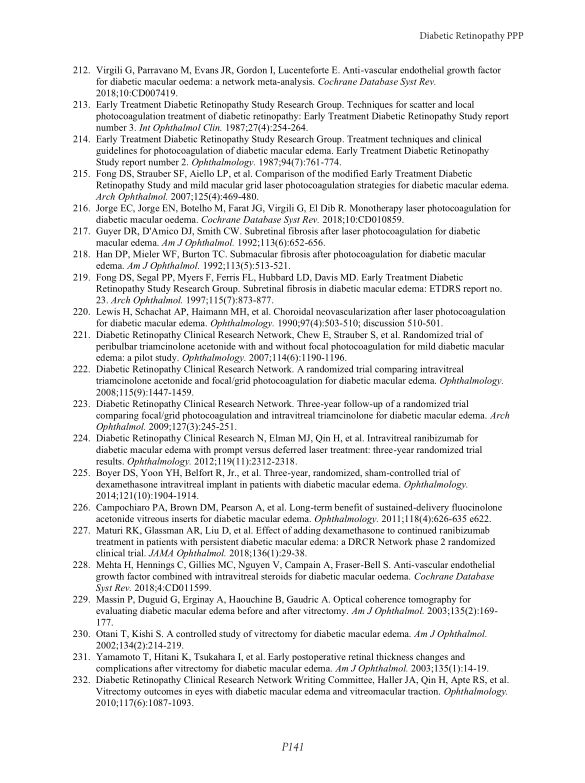 Diabetic Retinopathy PPP
212. Virgili G, Parravano M, Evans JR, Gordon I, Lucenteforte E. Anti-vascular endothelial growth factor
for diabetic macular oedema: a network meta-analysis. Cochrane Database Syst Rev.
2018;10:CD007419.
213. Early Treatment Diabetic Retinopathy Study Research Group. Techniques for scatter and local
photocoagulation treatment of diabetic retinopathy: Early Treatment Diabetic Retinopathy Study report
number 3. Int Ophthalmol Clin. 1987;27(4):254-264.
214. Early Treatment Diabetic Retinopathy Study Research Group. Treatment techniques and clinical
guidelines for photocoagulation of diabetic macular edema. Early Treatment Diabetic Retinopathy
Study report number 2. Ophthalmology. 1987;94(7):761-774.
215. Fong DS, Strauber SF, Aiello LP, et al. Comparison of the modified Early Treatment Diabetic
Retinopathy Study and mild macular grid laser photocoagulation strategies for diabetic macular edema.
Arch Ophthalmol. 2007;125(4):469-480.
216. Jorge EC, Jorge EN, Botelho M, Farat JG, Virgili G, El Dib R. Monotherapy laser photocoagulation for
diabetic macular oedema. Cochrane Database Syst Rev. 2018;10:CD010859.
217. Guyer DR, D'Amico DJ, Smith CW. Subretinal fibrosis after laser photocoagulation for diabetic
macular edema. Am J Ophthalmol. 1992;113(6):652-656.
218. Han DP, Mieler WF, Burton TC. Submacular fibrosis after photocoagulation for diabetic macular
edema. Am J Ophthalmol. 1992;113(5):513-521.
219. Fong DS, Segal PP, Myers F, Ferris FL, Hubbard LD, Davis MD. Early Treatment Diabetic
Retinopathy Study Research Group. Subretinal fibrosis in diabetic macular edema: ETDRS report no.
23. Arch Ophthalmol. 1997;115(7):873-877.
220. Lewis H, Schachat AP, Haimann MH, et al. Choroidal neovascularization after laser photocoagulation
for diabetic macular edema. Ophthalmology. 1990;97(4):503-510; discussion 510-501.
221. Diabetic Retinopathy Clinical Research Network, Chew E, Strauber S, et al. Randomized trial of
peribulbar triamcinolone acetonide with and without focal photocoagulation for mild diabetic macular
edema: a pilot study. Ophthalmology. 2007;114(6):1190-1196.
222. Diabetic Retinopathy Clinical Research Network. A randomized trial comparing intravitreal
triamcinolone acetonide and focal/grid photocoagulation for diabetic macular edema. Ophthalmology.
2008;115(9):1447-1459.
223. Diabetic Retinopathy Clinical Research Network. Three-year follow-up of a randomized trial
comparing focal/grid photocoagulation and intravitreal triamcinolone for diabetic macular edema. Arch
Ophthalmol. 2009;127(3):245-251.
224. Diabetic Retinopathy Clinical Research N, Elman MJ, Qin H, et al. Intravitreal ranibizumab for
diabetic macular edema with prompt versus deferred laser treatment: three-year randomized trial
results. Ophthalmology. 2012;119(11):2312-2318.
225. Boyer DS, Yoon YH, Belfort R, Jr., et al. Three-year, randomized, sham-controlled trial of
dexamethasone intravitreal implant in patients with diabetic macular edema. Ophthalmology.
2014;121(10):1904-1914.
226. Campochiaro PA, Brown DM, Pearson A, et al. Long-term benefit of sustained-delivery fluocinolone
acetonide vitreous inserts for diabetic macular edema. Ophthalmology. 2011;118(4):626-635 e622.
227. Maturi RK, Glassman AR, Liu D, et al. Effect of adding dexamethasone to continued ranibizumab
treatment in patients with persistent diabetic macular edema: a DRCR Network phase 2 randomized
clinical trial. JAMA Ophthalmol. 2018;136(1):29-38.
228. Mehta H, Hennings C, Gillies MC, Nguyen V, Campain A, Fraser-Bell S. Anti-vascular endothelial
growth factor combined with intravitreal steroids for diabetic macular oedema. Cochrane Database
Syst Rev. 2018;4:CD011599.
229. Massin P, Duguid G, Erginay A, Haouchine B, Gaudric A. Optical coherence tomography for
evaluating diabetic macular edema before and after vitrectomy. Am J Ophthalmol. 2003;135(2):169-
177.
230. Otani T, Kishi S. A controlled study of vitrectomy for diabetic macular edema. Am J Ophthalmol.
2002;134(2):214-219.
231. Yamamoto T, Hitani K, Tsukahara I, et al. Early postoperative retinal thickness changes and
complications after vitrectomy for diabetic macular edema. Am J Ophthalmol. 2003;135(1):14-19.
232. Diabetic Retinopathy Clinical Research Network Writing Committee, Haller JA, Qin H, Apte RS, et al.
Vitrectomy outcomes in eyes with diabetic macular edema and vitreomacular traction. Ophthalmology.
2010;117(6):1087-1093.
P141